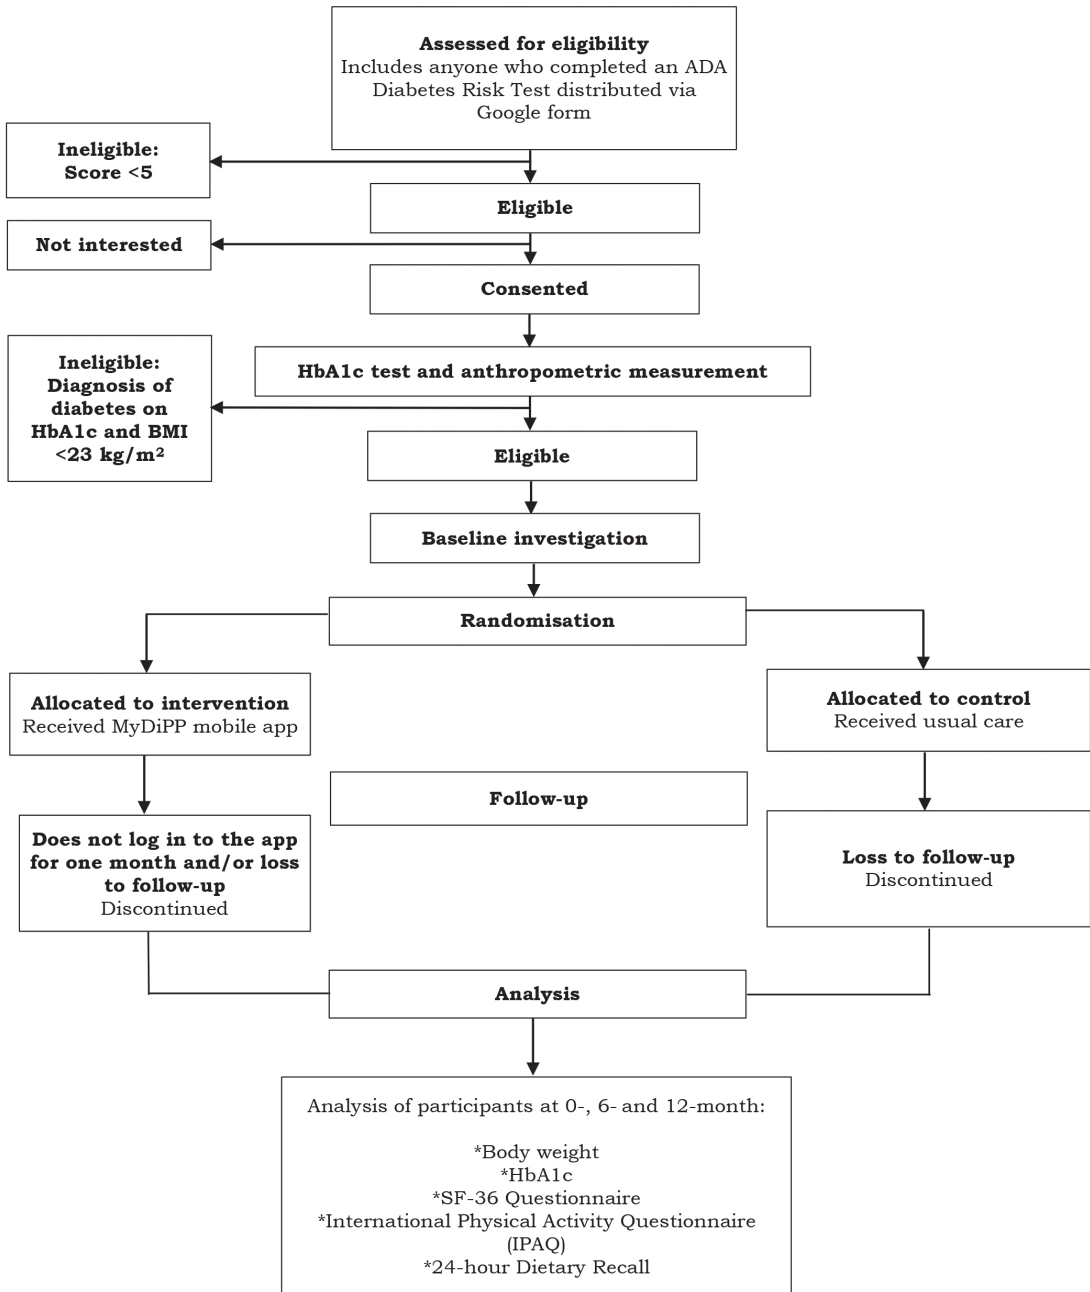 Assessed for eligibility
Includes anyone who completed an ADA
Diabetes Risk Test distributed via
Google form
Ineligible:
Score <5
Eligible
Not interested
Consented
HbA1c test and anthropometric measurement
Ineligible:
Diagnosis of
diabetes on
HbA1c and BMI
<23 kg/m²
Eligible
Baseline investigation
Randomisation
Allocated to intervention
Received MyDiPP mobile app
Allocated to control
Received usual care
Follow-up
Does not log in to the app
for one month and/or loss
to follow-up
Discontinued
Loss to follow-up
Discontinued
Analysis
Analysis of participants at 0-, 6- and 12-month:
*Body weight
*HbA1c
*SF-36 Questionnaire
*International Physical Activity Questionnaire
(IPAQ)
*24-hour Dietary Recall